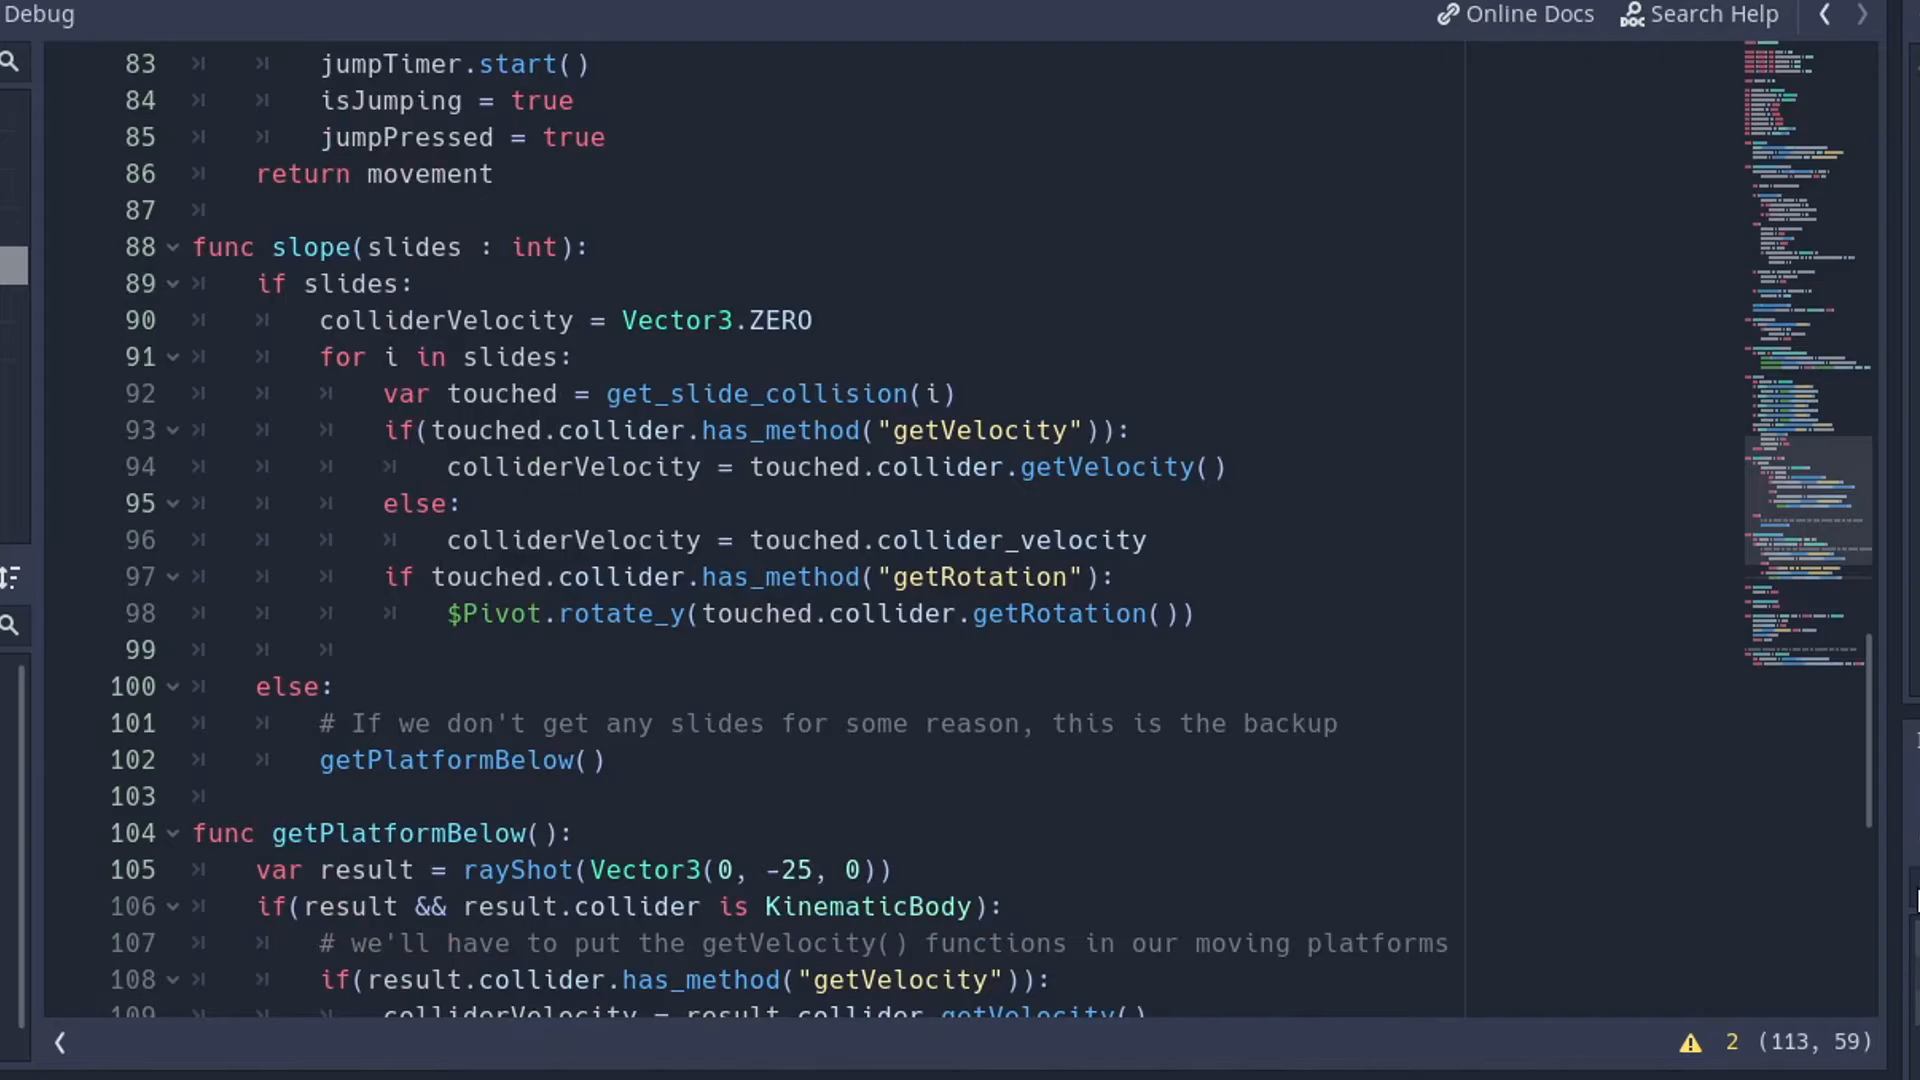 Debug
Online Docs
Search Help
83 jumpTimer.start()
84 isJumping = true
85 jumpPressed = true
86 return movement
87
88 func slope(slides : int):
89 if slides:
90 colliderVelocity = Vector3.ZERO
91 for i in slides:
92 var touched = get_slide_collision(i)
93 if(touched.collider.has_method("getVelocity")):
94 colliderVelocity = touched.collider.getVelocity()
95 else:
96 colliderVelocity = touched.collider_velocity
97 if touched.collider.has_method("getRotation"):
98 $Pivot.rotate_y(touched.collider.getRotation())
99
100 else:
101 # If we don't get any slides for some reason, this is the backup
102 getPlatformBelow()
103
104 func getPlatformBelow():
105 var result = rayShot(Vector3(0, -25, 0))
106 if(result && result.collider is KinematicBody):
107 # we'll have to put the getVelocity() functions in our moving platforms
108 if(result.collider.has_method("getVelocity")):
109 colliderVelocity = result.collider.getVelocity()
2 (113, 59)